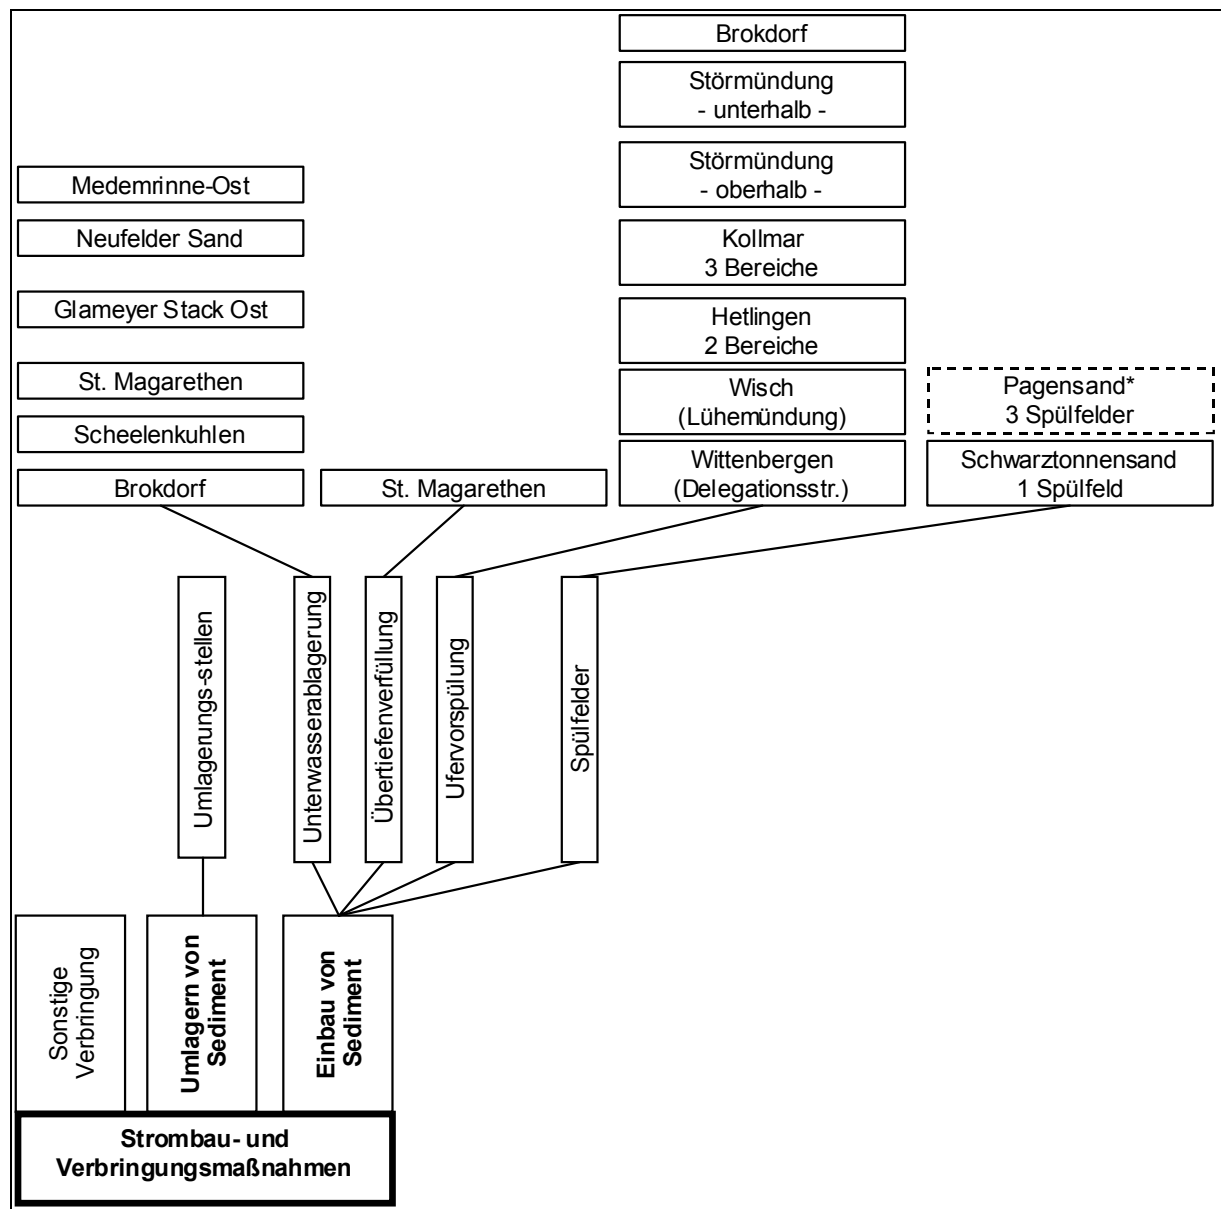 Brokdorf
Störmündung
- unterhalb -
Störmündung
- oberhalb -
Kollmar
3 Bereiche
Hetlingen
2 Bereiche
Wisch
(Lühemündung)
Wittenbergen
(Delegationsstr.)
Medemrinne-Ost
Neufelder Sand
Glameyer Stack Ost
St. Magarethen
Scheelenkuhlen
Brokdorf
St. Magarethen
Pagensand*
3 Spülfelder
Schwarztonnensand
1 Spülfeld
Umlagerungs-stellen
Unterwasserablagerung
Übertiefenverfüllung
Ufervorspülung
Spülfelder
Sonstige
Verbringung
Umlagern von
Sediment
Einbau von
Sediment
Strombau- und
Verbringungsmaßnahmen